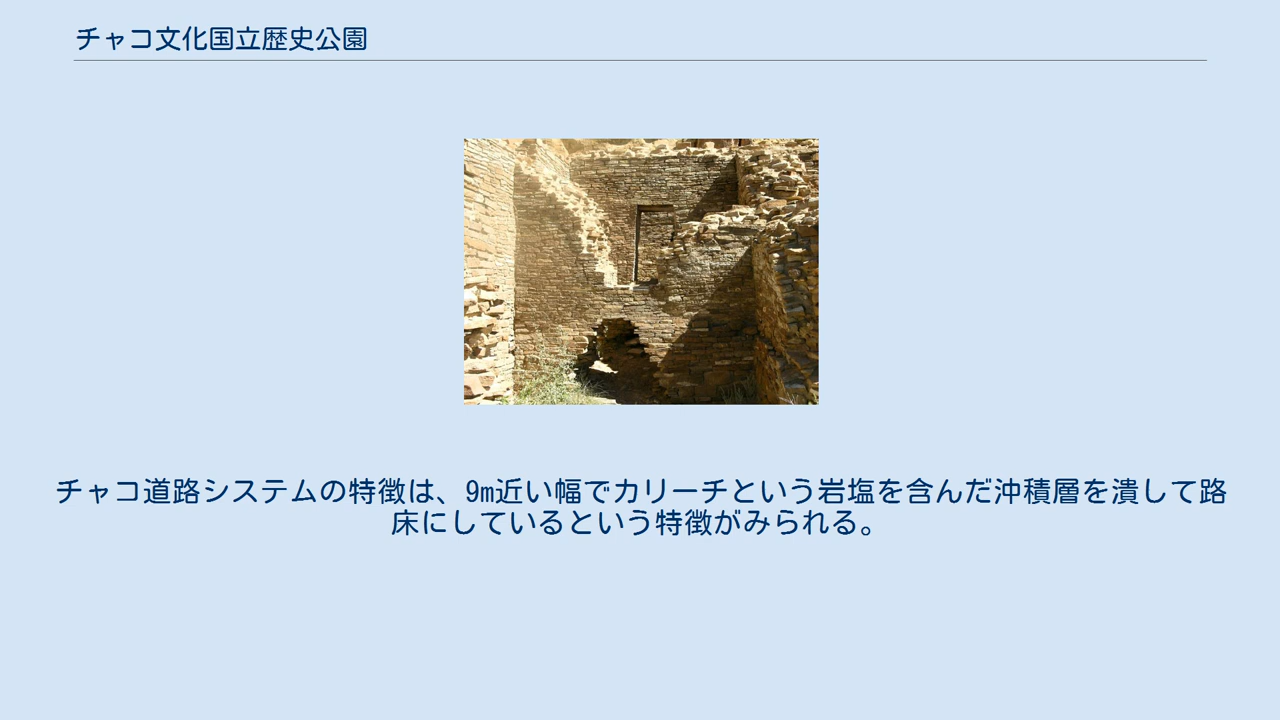 チャコ文化国立歴史公園
チャコ道路システムの特徴は、9m近い幅でカリーチという岩塩を含んだ沖積層を潰して路
床にしているという特徴がみられる。